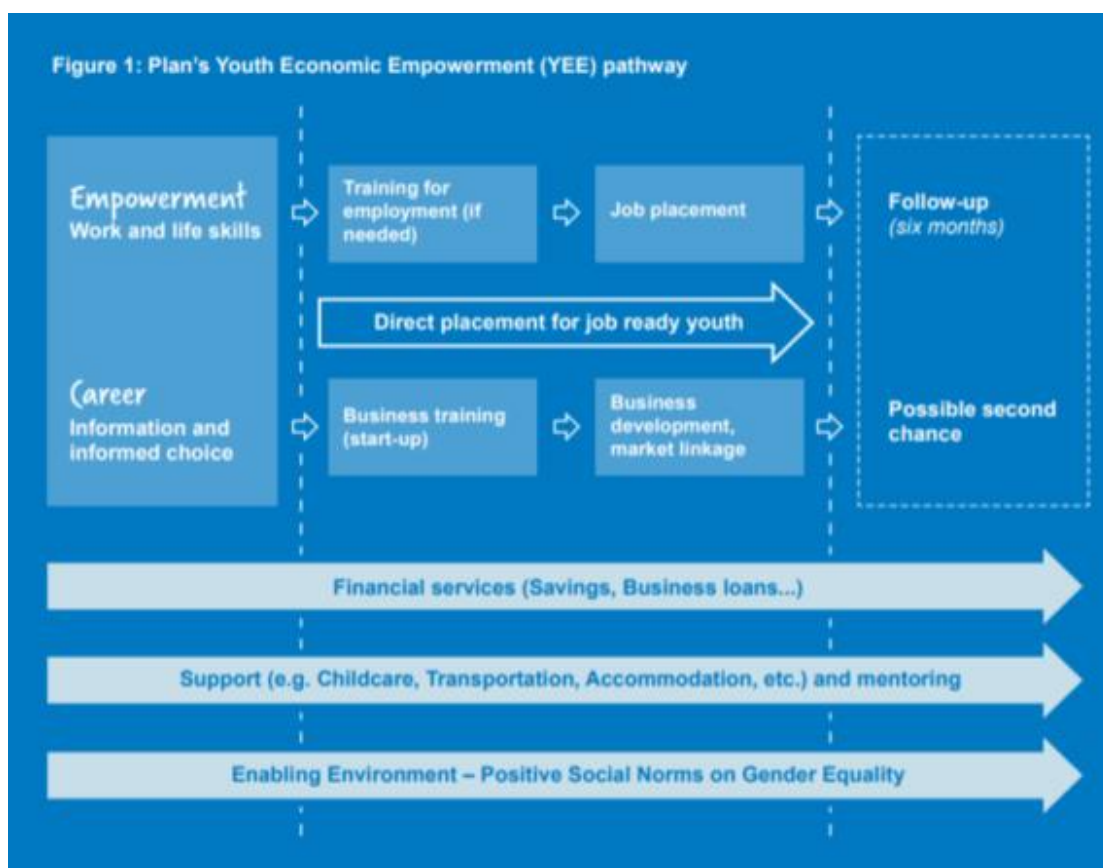 Figure 1: Plan's Youth Economic Empowerment (YEE) pathway
Empowerment
Work and life skills
Training for
employment (if
needed)
Job placement
Follow-up
(six months)
Direct placement for job ready youth
Career
Information and
informed choice
Business training
(start-up)
Business
development,
market linkage
Possible second
chance
Financial services (Savings, Business loans...)
Support (e.g. Childcare, Transportation, Accommodation, etc.) and mentoring
Enabling Environment – Positive Social Norms on Gender Equality